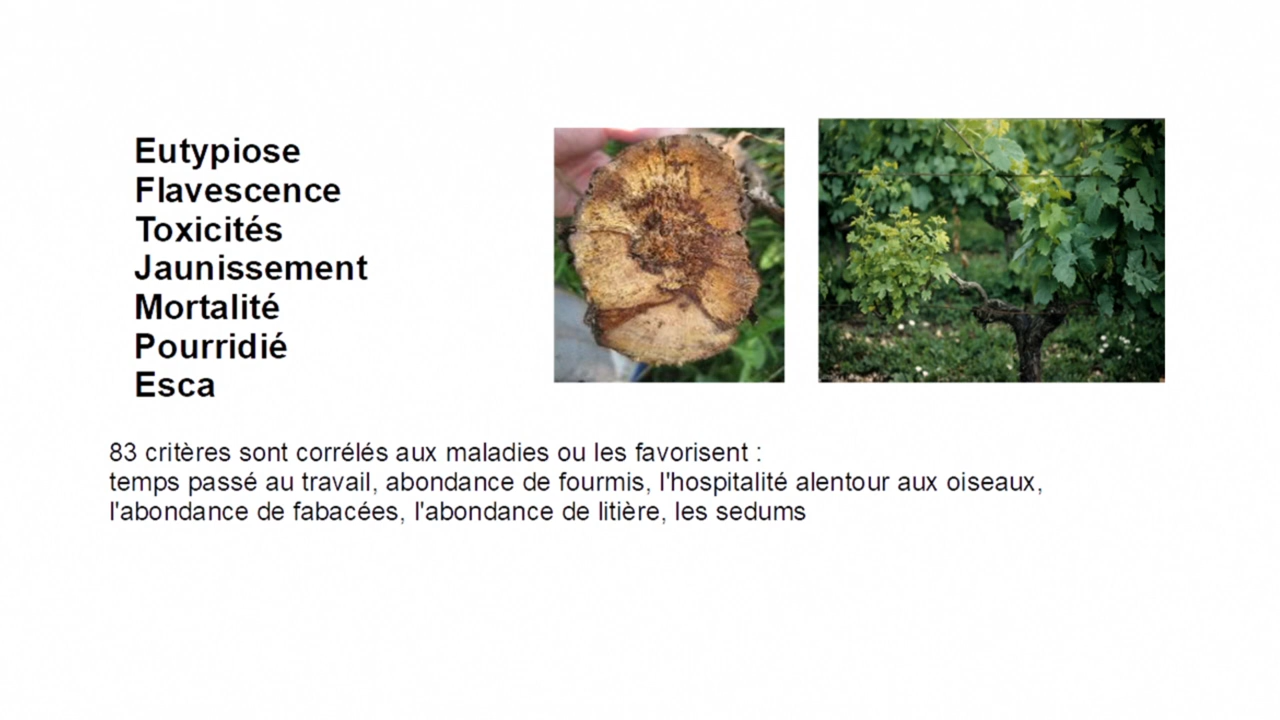 Eutypiose
Flavescence
Toxicités
Jaunissement
Mortalité
Pourridié
Esca
83 critères sont corrélés aux maladies ou les favorisent :
temps passé au travail, abondance de fourmis, l'hospitalité alentour aux oiseaux,
l'abondance de fabacées, l'abondance de litière, les sedums